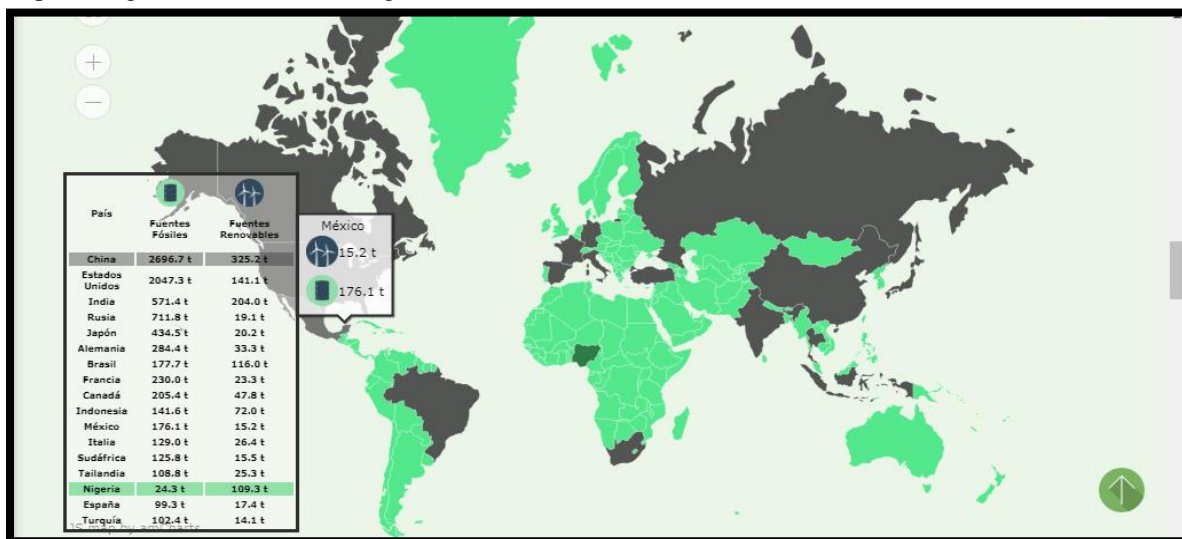 País Fuentes Fósiles Fuentes Renovables
China 2696.7 t 325.2 t
Estados Unidos 2047.3 t 141.1 t
India 571.4 t 204.0 t
Rusia 711.8 t 19.1 t
Japón 434.5 t 20.2 t
Alemania 284.4 t 33.3 t
Brasil 177.7 t 116.0 t
Francia 230.0 t 23.3 t
Canadá 205.4 t 47.8 t
Indonesia 141.6 t 72.0 t
México 176.1 t 15.2 t
Italia 129.0 t 26.4 t
Sudáfrica 125.8 t 15.5 t
Tailandia 108.8 t 25.3 t
Nigeria 24.3 t 109.3 t
España 99.3 t 17.4 t
Turquía 102.4 t 14.1 t
JS map by amCharts
México
15.2 t
176.1 t